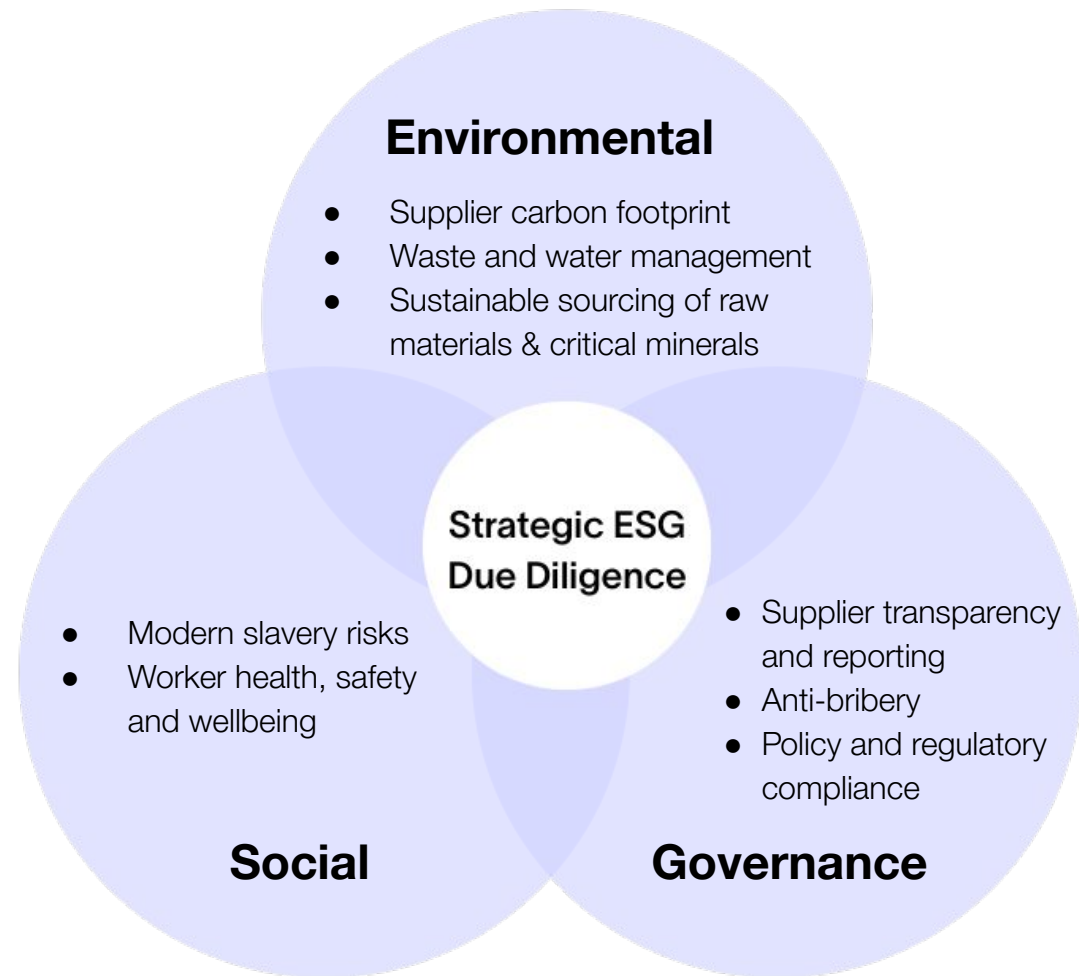 Environmental
● Supplier carbon footprint
● Waste and water management
● Sustainable sourcing of raw
materials & critical minerals
Strategic ESG
Due Diligence
● Modern slavery risks
● Worker health, safety
and wellbeing
Social
● Supplier transparency
and reporting
● Anti-bribery
● Policy and regulatory
compliance
Governance